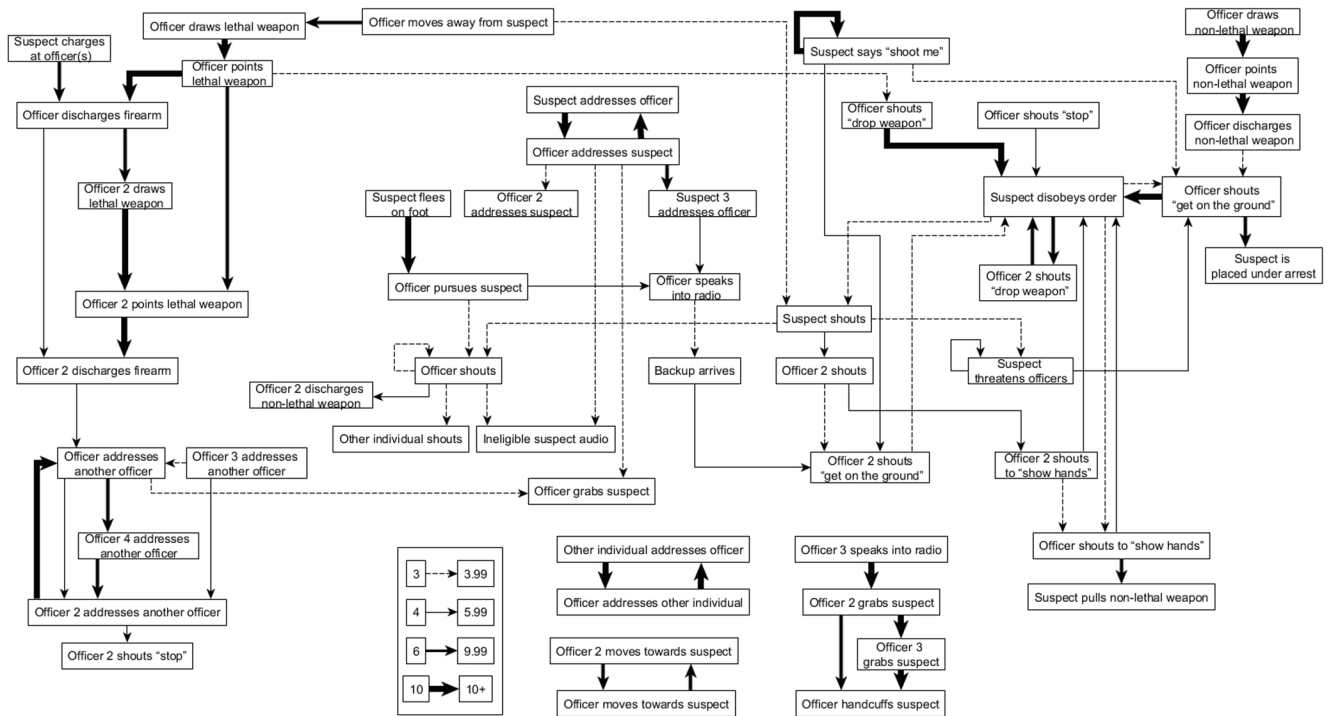 Officer draws lethal weapon
Officer moves away from suspect
Suspect charges
at officer(s)
Officer points
lethal weapon
Officer discharges firearm
Officer 2 draws
lethal weapon
Officer 2 points lethal weapon
Officer 2 discharges firearm
Officer addresses
another officer
Officer 3 addresses
another officer
Officer 4 addresses
another officer
Officer 2 addresses another officer
Officer 2 shouts “stop”
Suspect addresses officer
Officer addresses suspect
Suspect flees
on foot
Officer 2
addresses suspect
Suspect 3
addresses officer
Officer pursues suspect
Officer speaks
into radio
Officer shouts
Officer 2 discharges
non-lethal weapon
Other individual shouts
Ineligible suspect audio
Backup arrives
Officer grabs suspect
Suspect says “shoot me”
Officer shouts
“drop weapon”
Officer shouts “stop”
Suspect disobeys order
Officer 2 shouts
“drop weapon”
Suspect shouts
Officer 2 shouts
Suspect
threatens officers
Officer 2 shouts
“get on the ground”
Officer 2 shouts
to “show hands”
Officer shouts to “show hands”
Suspect pulls non-lethal weapon
Officer draws
non-lethal weapon
Officer points
non-lethal weapon
Officer discharges
non-lethal weapon
Officer shouts
“get on the ground”
Suspect is
placed under arrest
3 3.99
4 5.99
6 9.99
10 10+
Other individual addresses officer
Officer addresses other individual
Officer 2 moves towards suspect
Officer moves towards suspect
Officer 3 speaks into radio
Officer 2 grabs suspect
Officer 3
grabs suspect
Officer handcuffs suspect